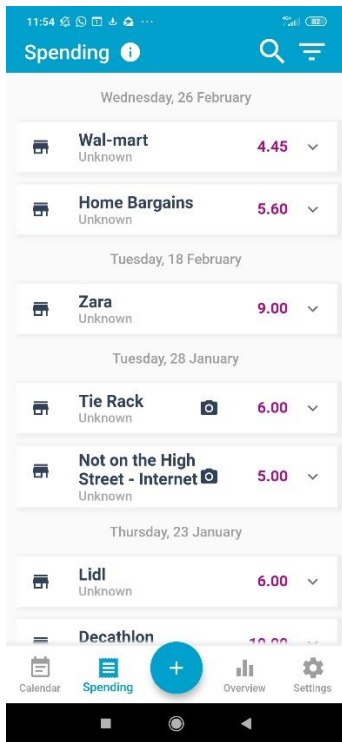 11:54
82
Spending i
Wednesday, 26 February
Wal-mart
4.45
Unknown
Home Bargains
5.60
Unknown
Tuesday, 18 February
Zara
9.00
Unknown
Tuesday, 28 January
Tie Rack
6.00
Unknown
Not on the High
Street - Internet
5.00
Unknown
Thursday, 23 January
Lidl
6.00
Unknown
Decathlon
+
Calendar
Spending
Overview
Settings